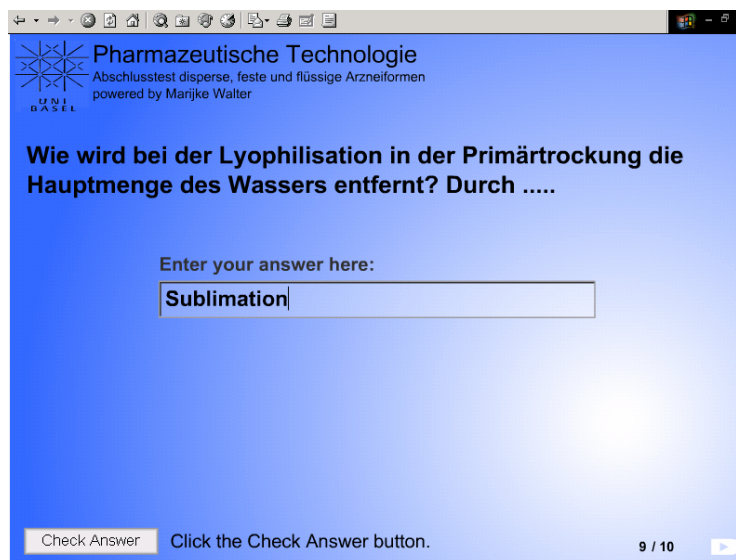 Pharmazeutische Technologie
Abschlusstest disperse, feste und flüssige Arzneiformen
powered by Marijke Walter
UNI
BASEL
Wie wird bei der Lyophilisation in der Primärtrockung die
Hauptmenge des Wassers entfernt? Durch .....
Enter your answer here:
Sublimation
Check Answer
Click the Check Answer button.
9 / 10